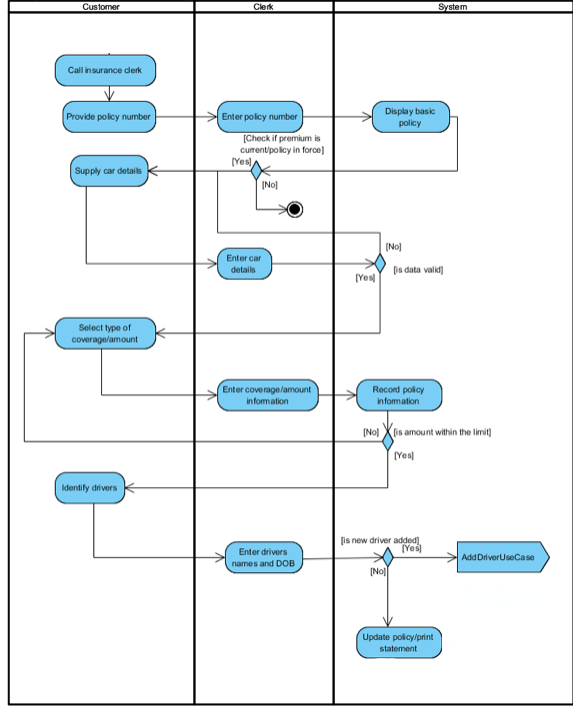 Customer
Clerk
System
Call insurance clerk
Provide policy number
Enter policy number
Display basic
policy
[Check if premium is
current/policy in force]
[Yes]
Supply car details
[No]
[No]
Enter car
details
[is data valid]
[Yes]
Select type of
coverage/amount
Enter coverage/amount
information
Record policy
information
[No]
[is amount within the limit]
[Yes]
Identify drivers
[is new driver added]
[Yes]
Enter drivers
names and DOB
AddDriverUseCase
[No]
Update policy/print
statement